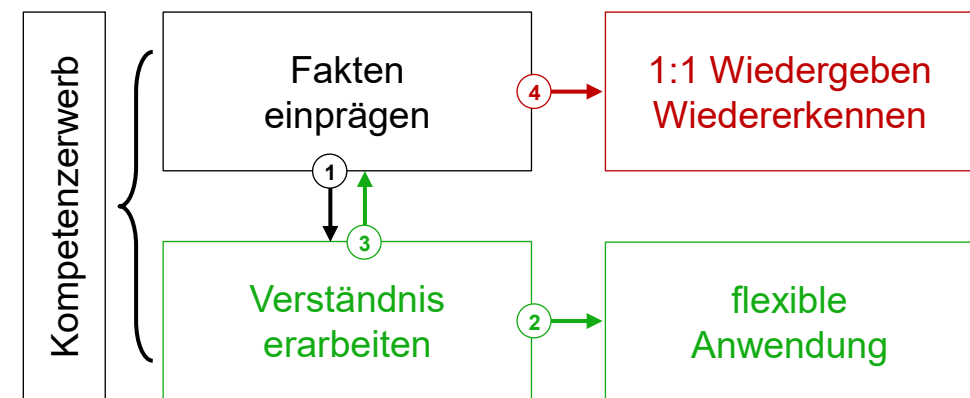 Kompetenzerwerb
Fakten
einprägen
4
1:1 Wiedergeben
Wiedererkennen
1
3
Verständnis
erarbeiten
2
flexible
Anwendung